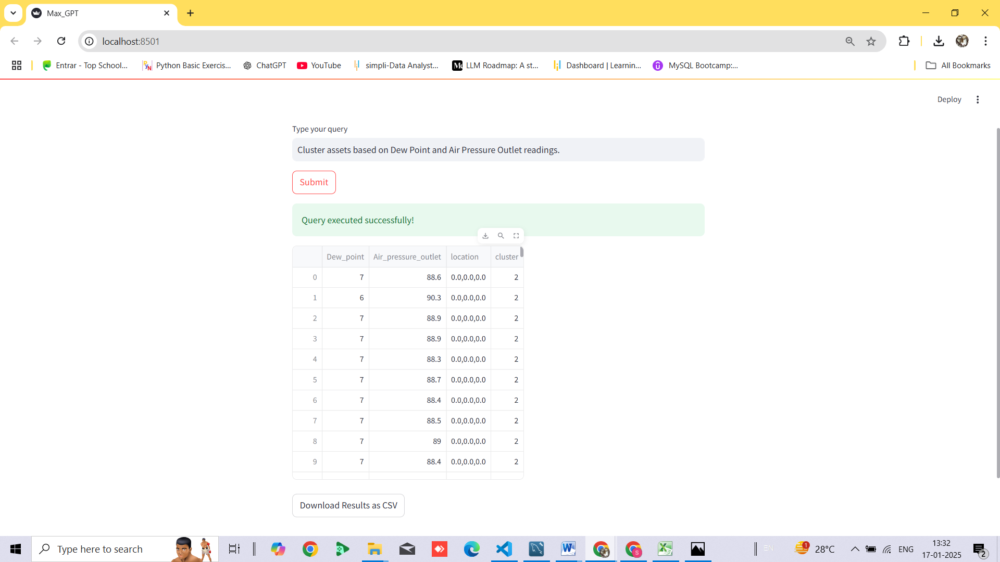 Max_GPT
localhost:8501
Entrar - Top School...
Python Basic Exercis...
ChatGPT
YouTube
simpli-Data Analyst...
LLM Roadmap: A st...
Dashboard | Learnin...
MySQL Bootcamp:...
All Bookmarks
Deploy
Type your query
Cluster assets based on Dew Point and Air Pressure Outlet readings.
Submit
Query executed successfully!
Dew_point Air_pressure_outlet location cluster
0 7 88.6 0.0,0.0,0.0 2
1 6 90.3 0.0,0.0,0.0 2
2 7 88.9 0.0,0.0,0.0 2
3 7 88.9 0.0,0.0,0.0 2
4 7 88.3 0.0,0.0,0.0 2
5 7 88.7 0.0,0.0,0.0 2
6 7 88.4 0.0,0.0,0.0 2
7 7 88.5 0.0,0.0,0.0 2
8 7 89 0.0,0.0,0.0 2
9 7 88.4 0.0,0.0,0.0 2
Download Results as CSV
Type here to search
EN
1
28°C
ENG
13:32
17-01-2025
2